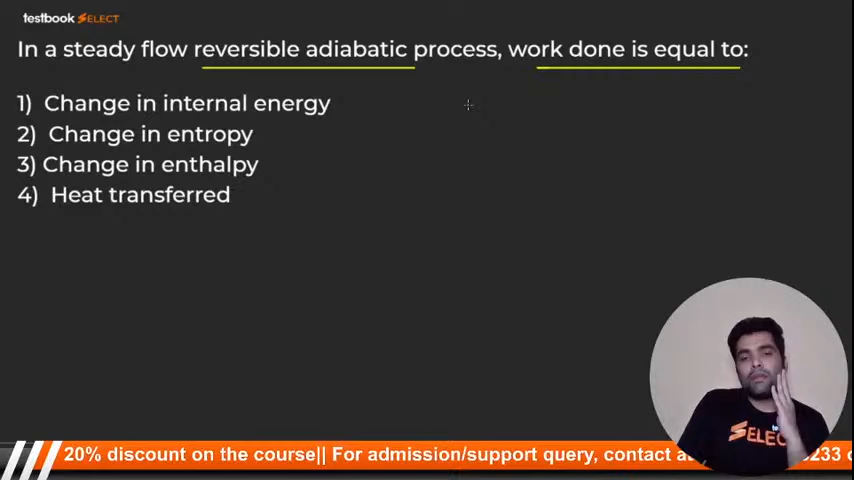 testbook SELECT
In a steady flow reversible adiabatic process, work done is equal to:
1) Change in internal energy
2) Change in entropy
3) Change in enthalpy
4) Heat transferred
SELEC
20% discount on the course|| For admission/support query, contact